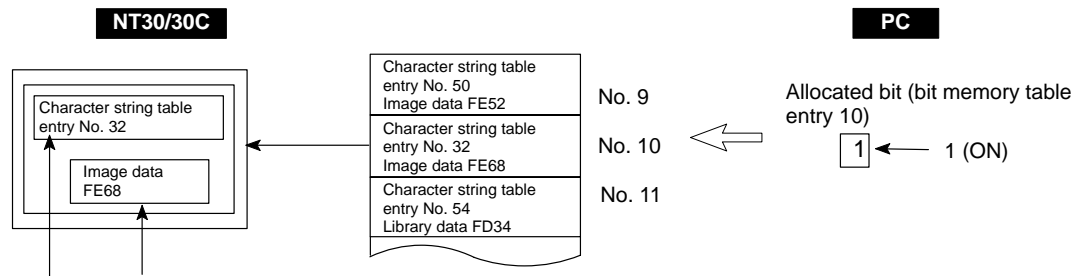 NT30/30C
PC
Character string table
entry No. 32
Image data
FE68
Character string table
entry No. 50
Image data FE52
Character string table
entry No. 32
Image data FE68
Character string table
entry No. 54
Library data FD34
No. 9
No. 10
No. 11
Allocated bit (bit memory table
entry 10)
1
1 (ON)